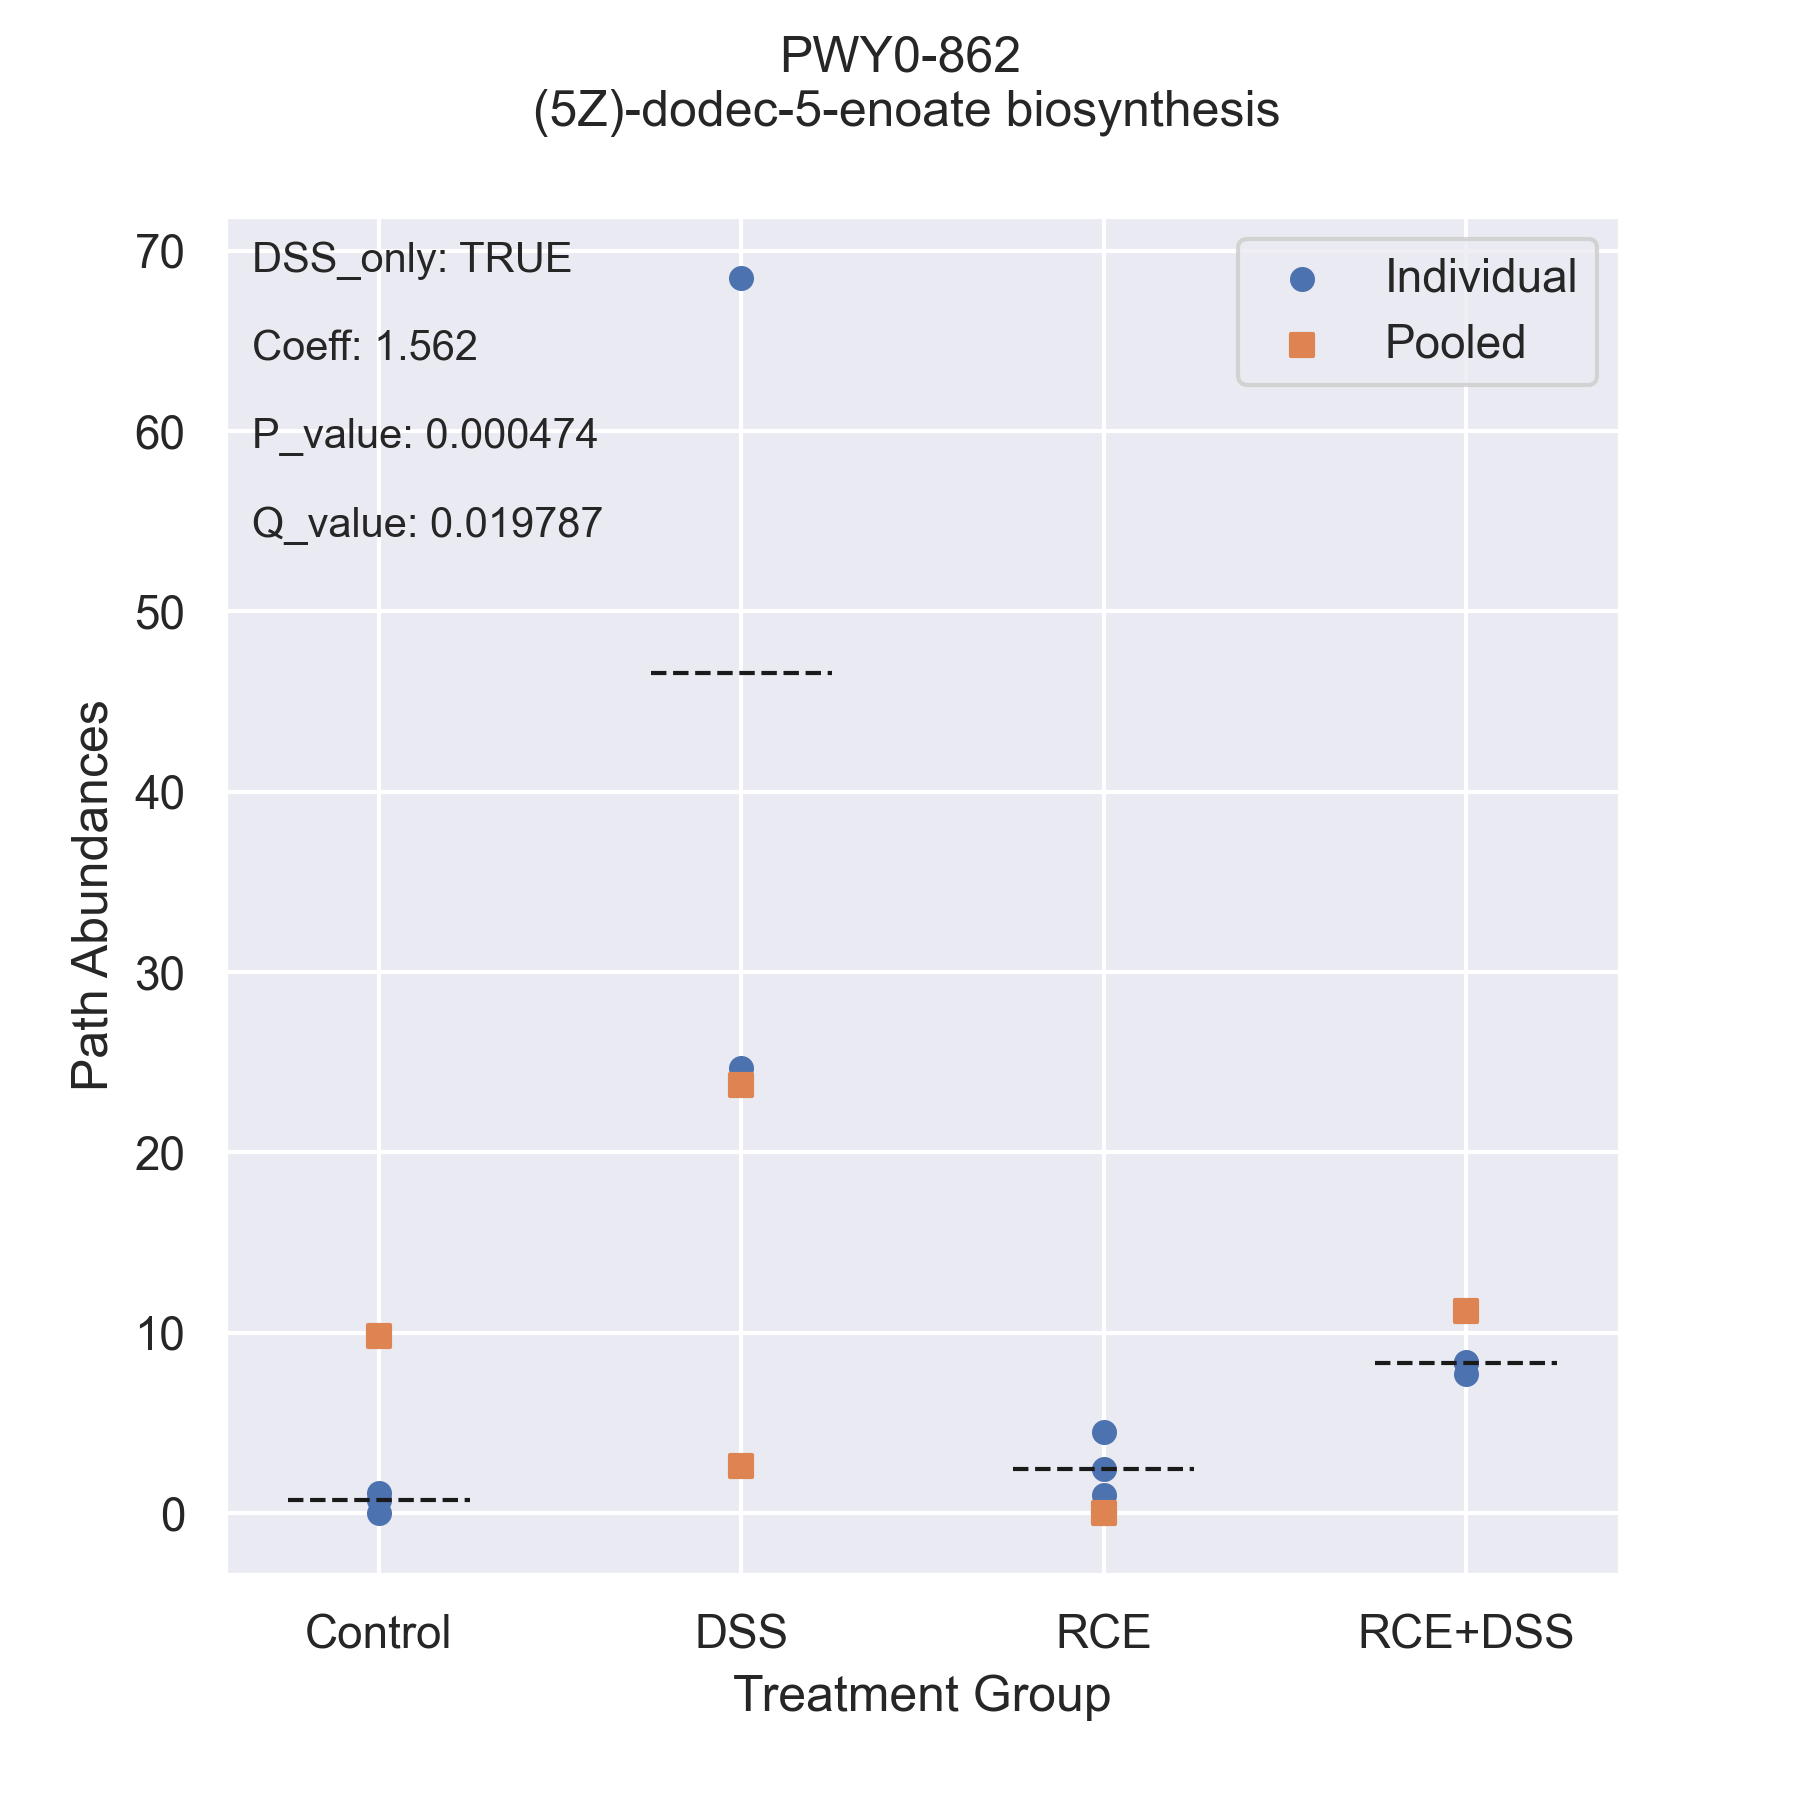 PWY0-862
(5Z)-dodec-5-enoate biosynthesis
DSS_only: TRUE
Coeff: 1.562
P_value: 0.000474
Q_value: 0.019787
Individual
Pooled
70
60
50
40
30
20
10
0
Path Abundances
Control
DSS
RCE
RCE+DSS
Treatment Group